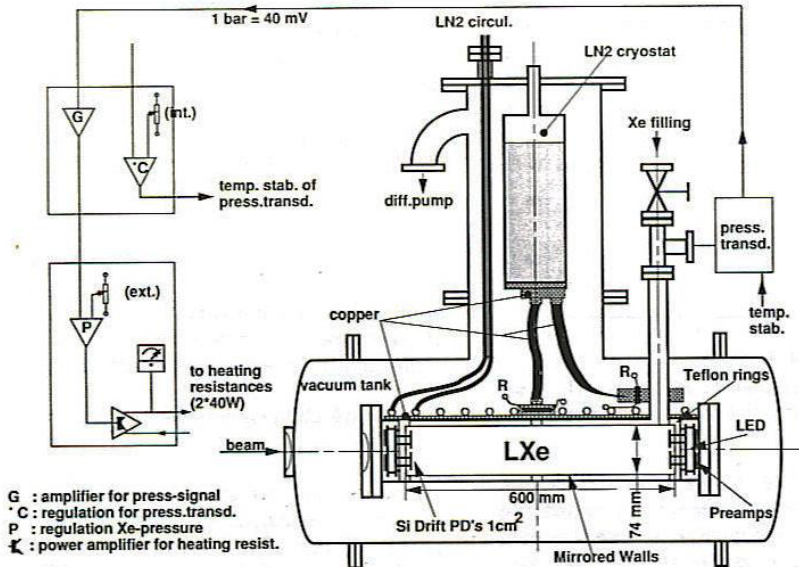 1 bar = 40 mV
LN2 circul.
LN2 cryostat
G
(int.)
°C
temp. stab. of
press.transd.
diff.pump
Xe filling
press.
transd.
temp.
stab.
(ext.)
P
copper
to heating
resistances
(2*40W)
vacuum tank
R
R
Teflon rings
LED
beam
LXe
600 mm
74 mm
Si Drift PD's 1cm²
Preamps
Mirrored Walls
G : amplifier for press-signal
°C : regulation for press.transd.
P : regulation Xe-pressure
: power amplifier for heating resist.